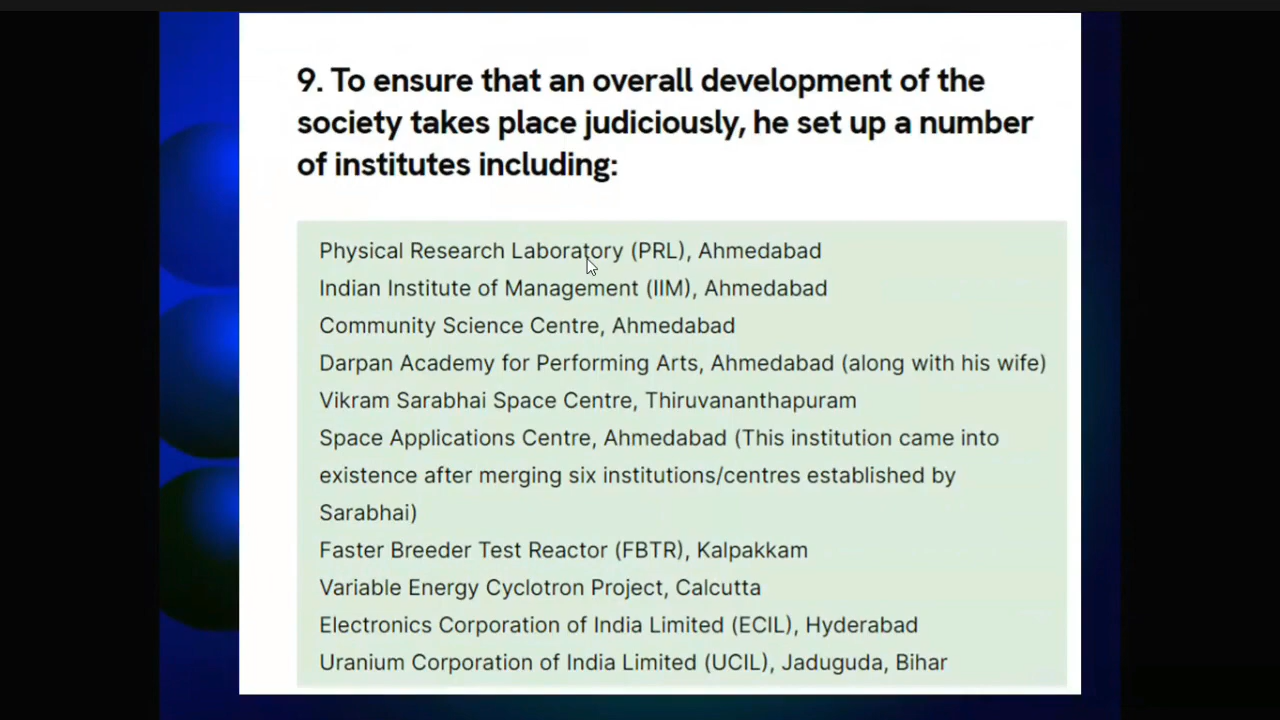 9. To ensure that an overall development of the
society takes place judiciously, he set up a number
of institutes including:
Physical Research Laboratory (PRL), Ahmedabad
Indian Institute of Management (IIM), Ahmedabad
Community Science Centre, Ahmedabad
Darpan Academy for Performing Arts, Ahmedabad (along with his wife)
Vikram Sarabhai Space Centre, Thiruvananthapuram
Space Applications Centre, Ahmedabad (This institution came into
existence after merging six institutions/centres established by
Sarabhai)
Faster Breeder Test Reactor (FBTR), Kalpakkam
Variable Energy Cyclotron Project, Calcutta
Electronics Corporation of India Limited (ECIL), Hyderabad
Uranium Corporation of India Limited (UCIL), Jaduguda, Bihar